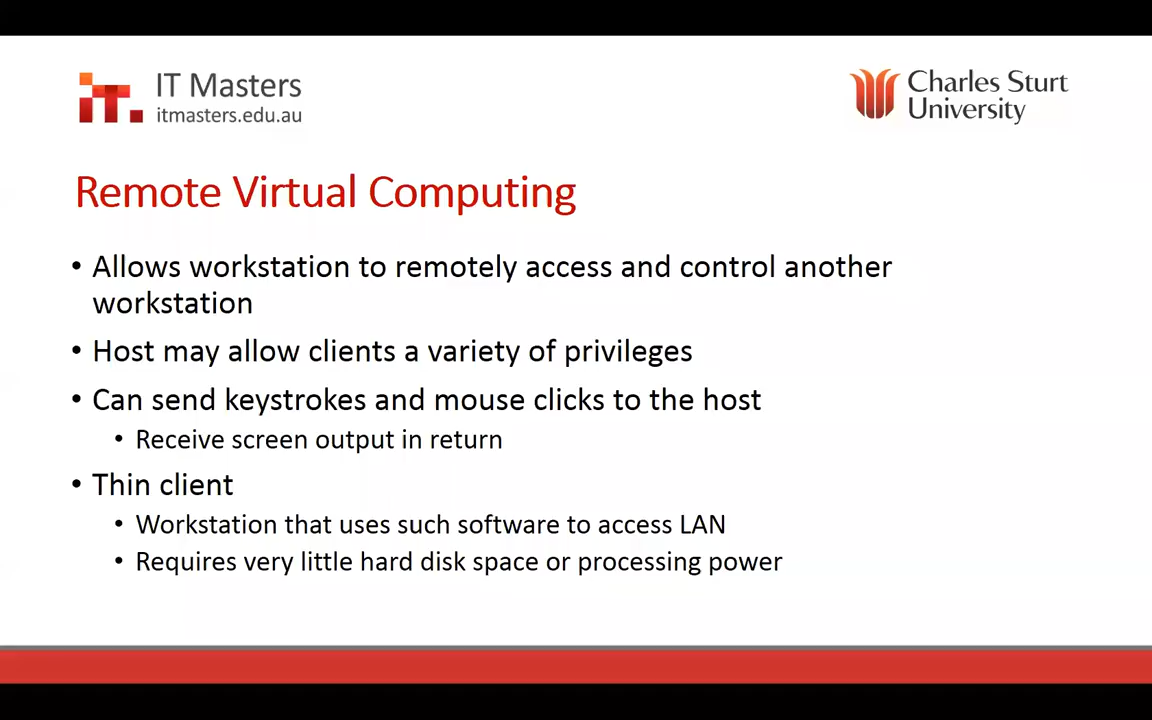 IT Masters
itmasters.edu.au
Charles Sturt
University
Remote Virtual Computing
• Allows workstation to remotely access and control another
workstation
• Host may allow clients a variety of privileges
• Can send keystrokes and mouse clicks to the host
• Receive screen output in return
• Thin client
• Workstation that uses such software to access LAN
• Requires very little hard disk space or processing power